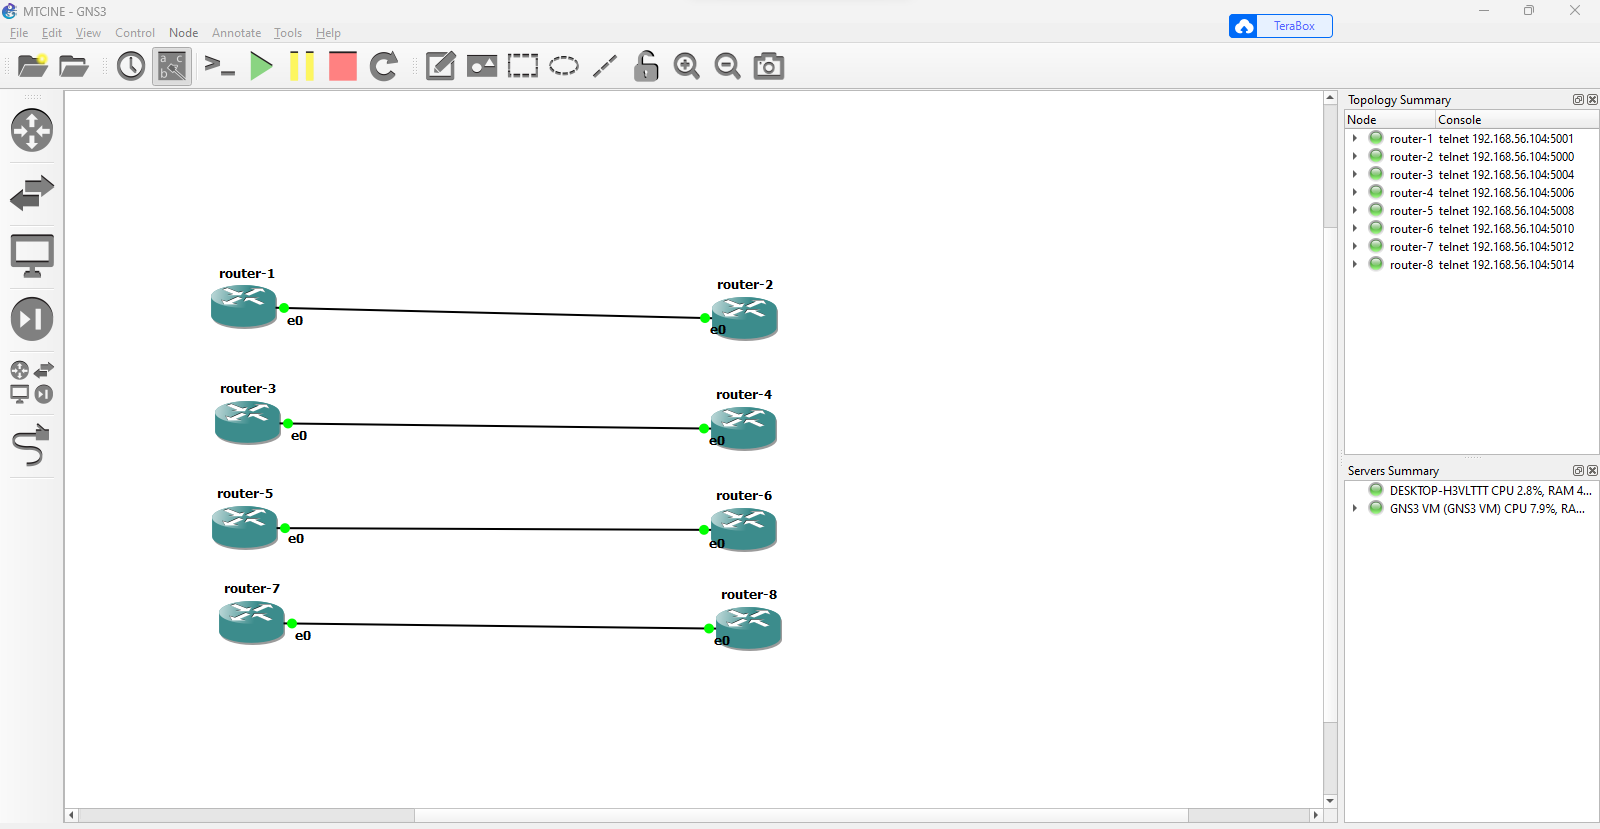 MTCINE - GNS3
File Edit View Control Node Annotate Tools Help
TeraBox
a c
b
Topology Summary
Node Console
router-1 telnet 192.168.56.104:5001
router-2 telnet 192.168.56.104:5000
router-3 telnet 192.168.56.104:5004
router-4 telnet 192.168.56.104:5006
router-5 telnet 192.168.56.104:5008
router-6 telnet 192.168.56.104:5010
router-7 telnet 192.168.56.104:5012
router-8 telnet 192.168.56.104:5014
router-1
e0
router-2
e0
router-3
e0
router-4
e0
router-5
e0
router-6
e0
router-7
e0
router-8
e0
Servers Summary
DESKTOP-H3VLTTT CPU 2.8%, RAM 4...
GNS3 VM (GNS3 VM) CPU 7.9%, RA...